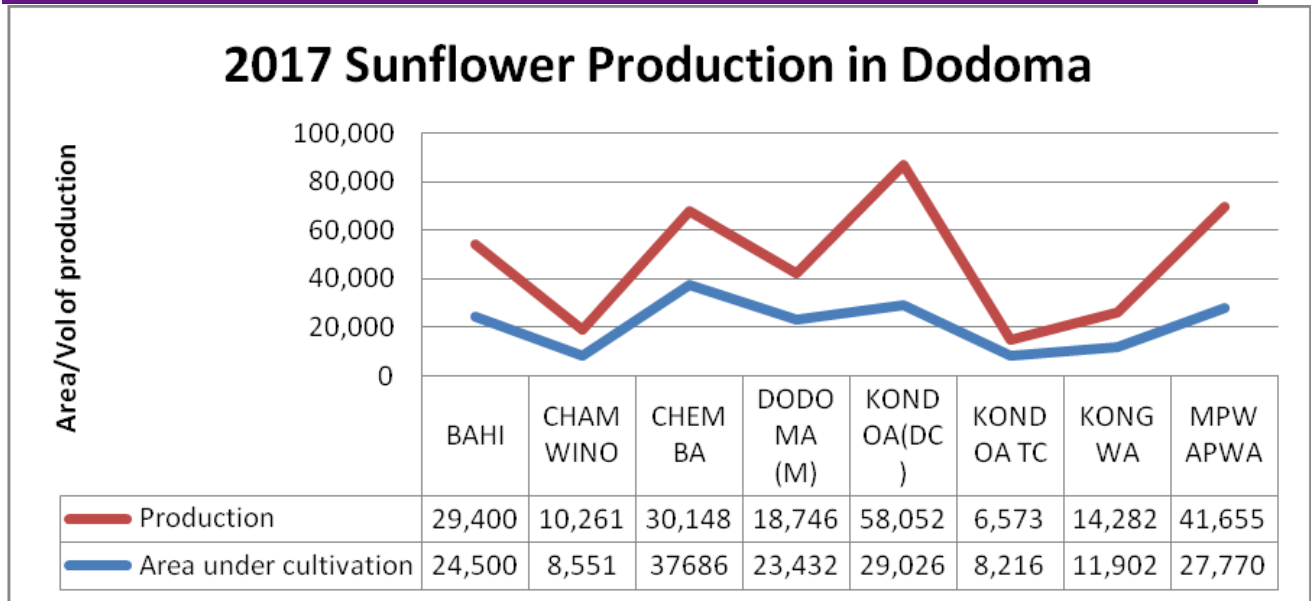 2017 Sunflower Production in Dodoma
Area/Vol of production
100,000
80,000
60,000
40,000
20,000
0
BAHI
CHAM
WINO
CHEM
BA
DODO
MA
(M)
KOND
OA(DC
)
KOND
OA TC
KONG
WA
MPW
APWA
Production 29,400 10,261 30,148 18,746 58,052 6,573 14,282 41,655
Area under cultivation 24,500 8,551 37686 23,432 29,026 8,216 11,902 27,770